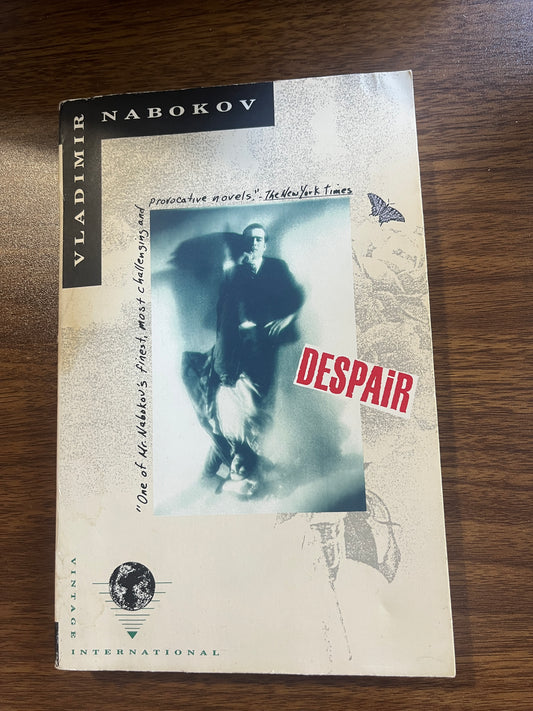 VLADIMIR
NABOKOV
"One of Mr. Nabokov's finest, most challenging and
provocative novels."-The New York Times
DESPAiR
VINTAGE
INTERNATIONAL